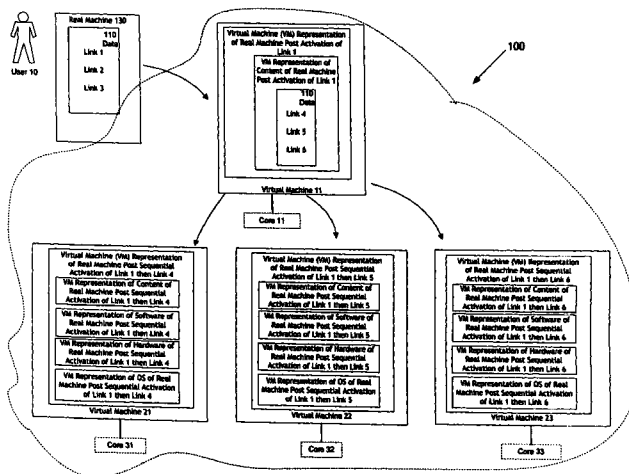 Real Machine 130
110
Data
Link 1
Link 2
Link 3
User 10
Virtual Machine (VM) Representation
of Real Machine Post Activation of
Link 1
VM Representation of
Content of Real Machine
Post Activation of Link 1
110
Data
Link 4
Link 5
Link 6
Virtual Machine 11
Core 11
100
Virtual Machine (VM) Representation
of Real Machine Post Sequential
Activation of Link 1 then Link 4
VM Representation of Content of
Real Machine Post Sequential
Activation of Link 1 then Link 4
VM Representation of Software of
Real Machine Post Sequential
Activation of Link 1 then Link 4
VM Representation of Hardware of
Real Machine Post Sequential
Activation of Link 1 then Link 4
VM Representation of OS of Real
Machine Post Sequential Activation
of Link 1 then Link 4
Virtual Machine 21
Core 31
Virtual Machine (VM) Representation
of Real Machine Post Sequential
Activation of Link 1 then Link 5
VM Representation of Content of
Real Machine Post Sequential
Activation of Link 1 then Link 5
VM Representation of Software of
Real Machine Post Sequential
Activation of Link 1 then Link 5
VM Representation of Hardware of
Real Machine Post Sequential
Activation of Link 1 then Link 5
VM Representation of OS of Real
Machine Post Sequential Activation
of Link 1 then Link 5
Virtual Machine 22
Core 32
Virtual Machine (VM) Representation
of Real Machine Post Sequential
Activation of Link 1 then Link 6
VM Representation of Content of
Real Machine Post Sequential
Activation of Link 1 then Link 6
VM Representation of Software of
Real Machine Post Sequential
Activation of Link 1 then Link 6
VM Representation of Hardware of
Real Machine Post Sequential
Activation of Link 1 then Link 6
VM Representation of OS of Real
Machine Post Sequential Activation
of Link 1 then Link 6
Virtual Machine 23
Core 33